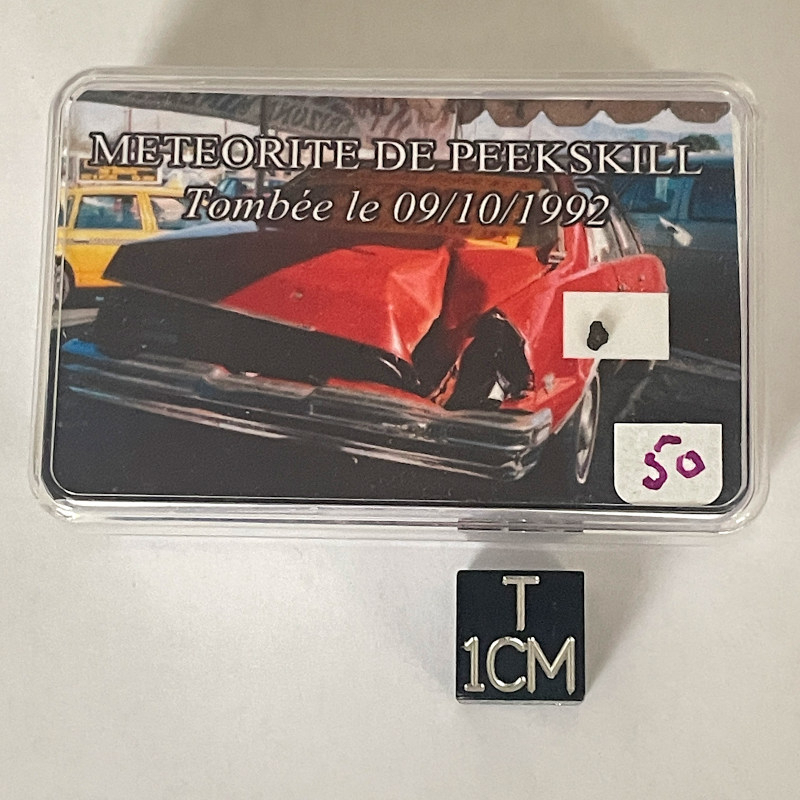 METEORITE DE PEEKSKILL
Tombée le 09/10/1992
50
T
1CM